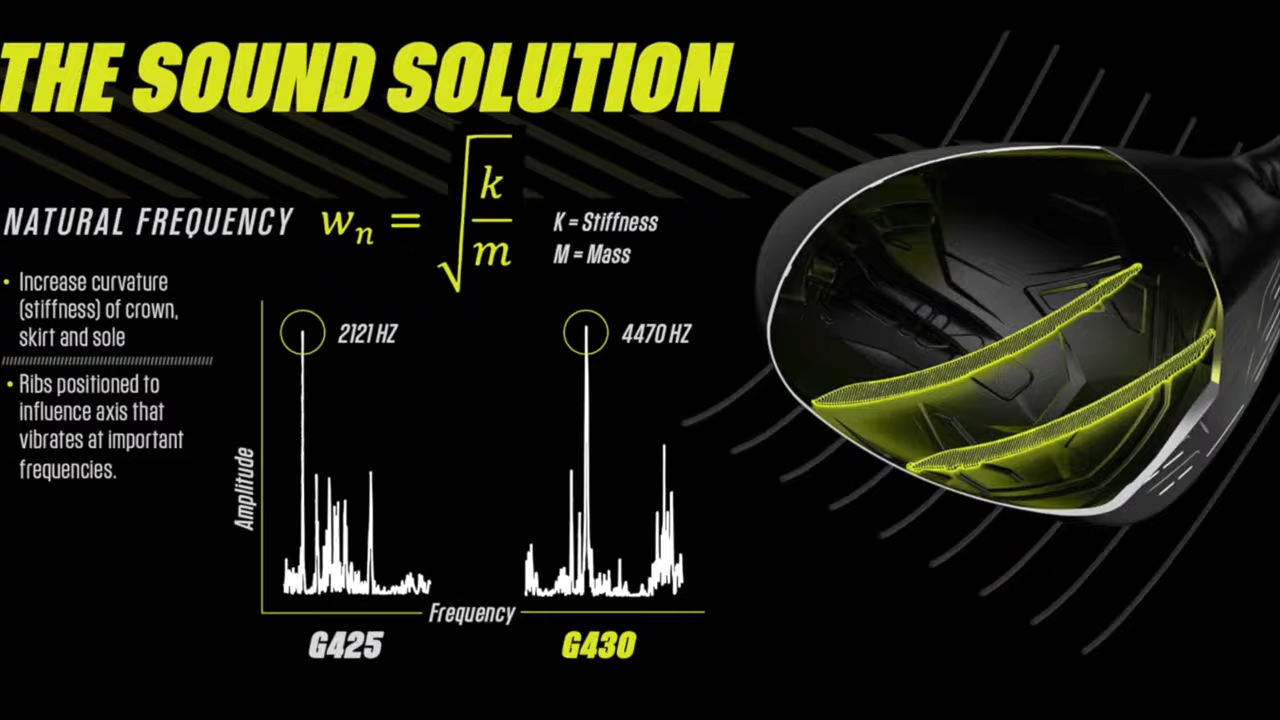 THE SOUND SOLUTION
NATURAL FREQUENCY
wₙ = √(k/m)
K = Stiffness
M = Mass
• Increase curvature
(stiffness) of crown,
skirt and sole
• Ribs positioned to
influence axis that
vibrates at important
frequencies.
2121 HZ
4470 HZ
Amplitude
Frequency
G425
G430